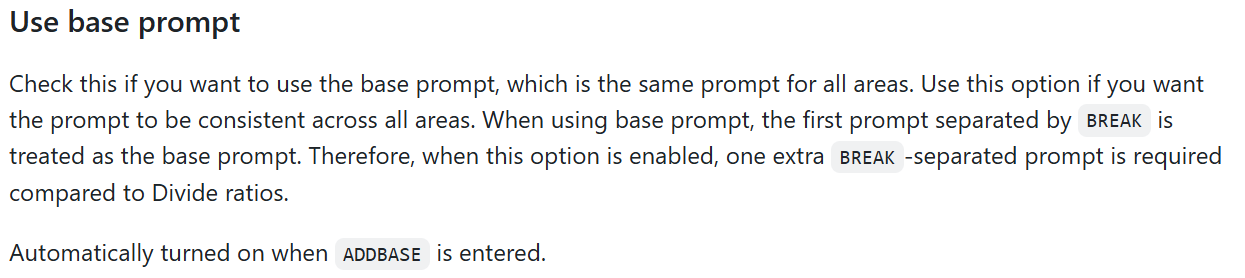 Use base prompt
Check this if you want to use the base prompt, which is the same prompt for all areas. Use this option if you want
the prompt to be consistent across all areas. When using base prompt, the first prompt separated by BREAK is
treated as the base prompt. Therefore, when this option is enabled, one extra BREAK -separated prompt is required
compared to Divide ratios.
Automatically turned on when ADDBASE is entered.